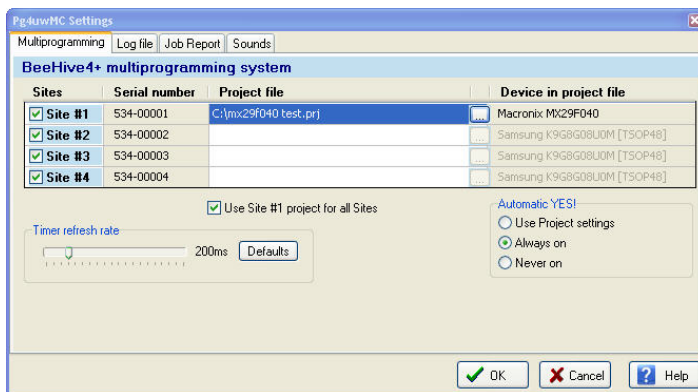 Pg4uwMC Settings
Multiprogramming Log file Job Report Sounds
BeeHive4+ multiprogramming system
Sites Serial number Project file Device in project file
Site #1 534-00001 C:\mx29f040 test.prj ... Macronix MX29F040
Site #2 534-00002 ... Samsung K9G8G08U0M [TSOP48]
Site #3 534-00003 ... Samsung K9G8G08U0M [TSOP48]
Site #4 534-00004 ... Samsung K9G8G08U0M [TSOP48]
Use Site #1 project for all Sites
Automatic YES!
Use Project settings
Always on
Never on
Timer refresh rate
200ms Defaults
OK Cancel ? Help